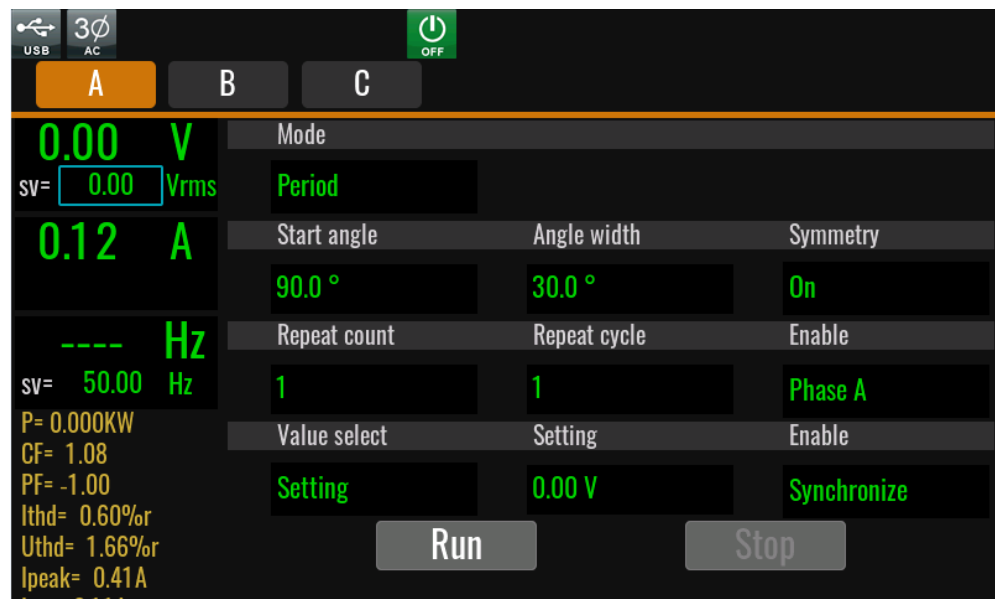 USB 3Ø AC OFF
A B C
0.00 V
sv= 0.00 Vrms
0.12 A
---- Hz
sv= 50.00 Hz
P= 0.000KW
CF= 1.08
PF= -1.00
Ithd= 0.60%r
Uthd= 1.66%r
Ipeak= 0.41A
Mode
Period
Start angle Angle width Symmetry
90.0 ° 30.0 ° On
Repeat count Repeat cycle Enable
1 1 Phase A
Value select Setting Enable
Setting 0.00 V Synchronize
Run Stop